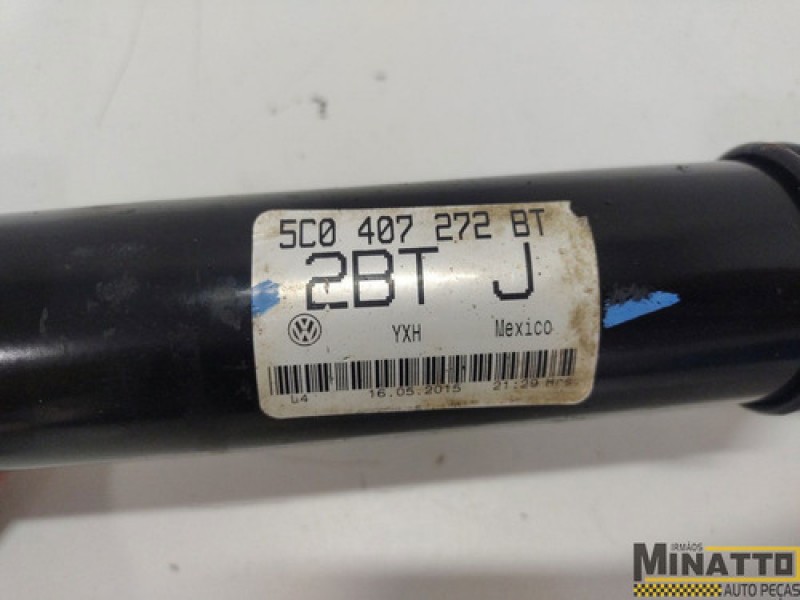 5C0 407 272 BT
2BT J
YXH Mexico
16.05.2015 21:29 Hrs
IRMÃOS
MINATTO
AUTO PEÇAS